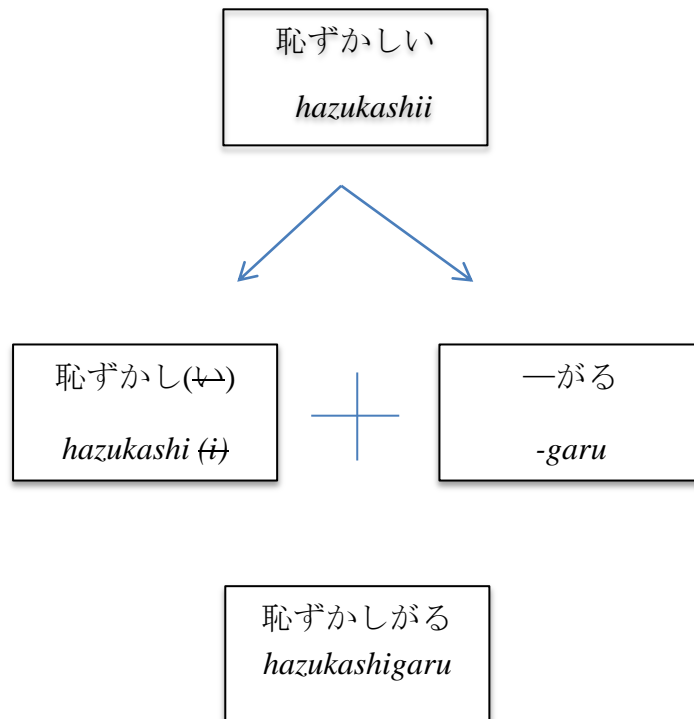 恥ずかしい
hazukashii
恥ずかし(い)
hazukashi (i)
—がる
-garu
恥ずかしがる
hazukashigaru